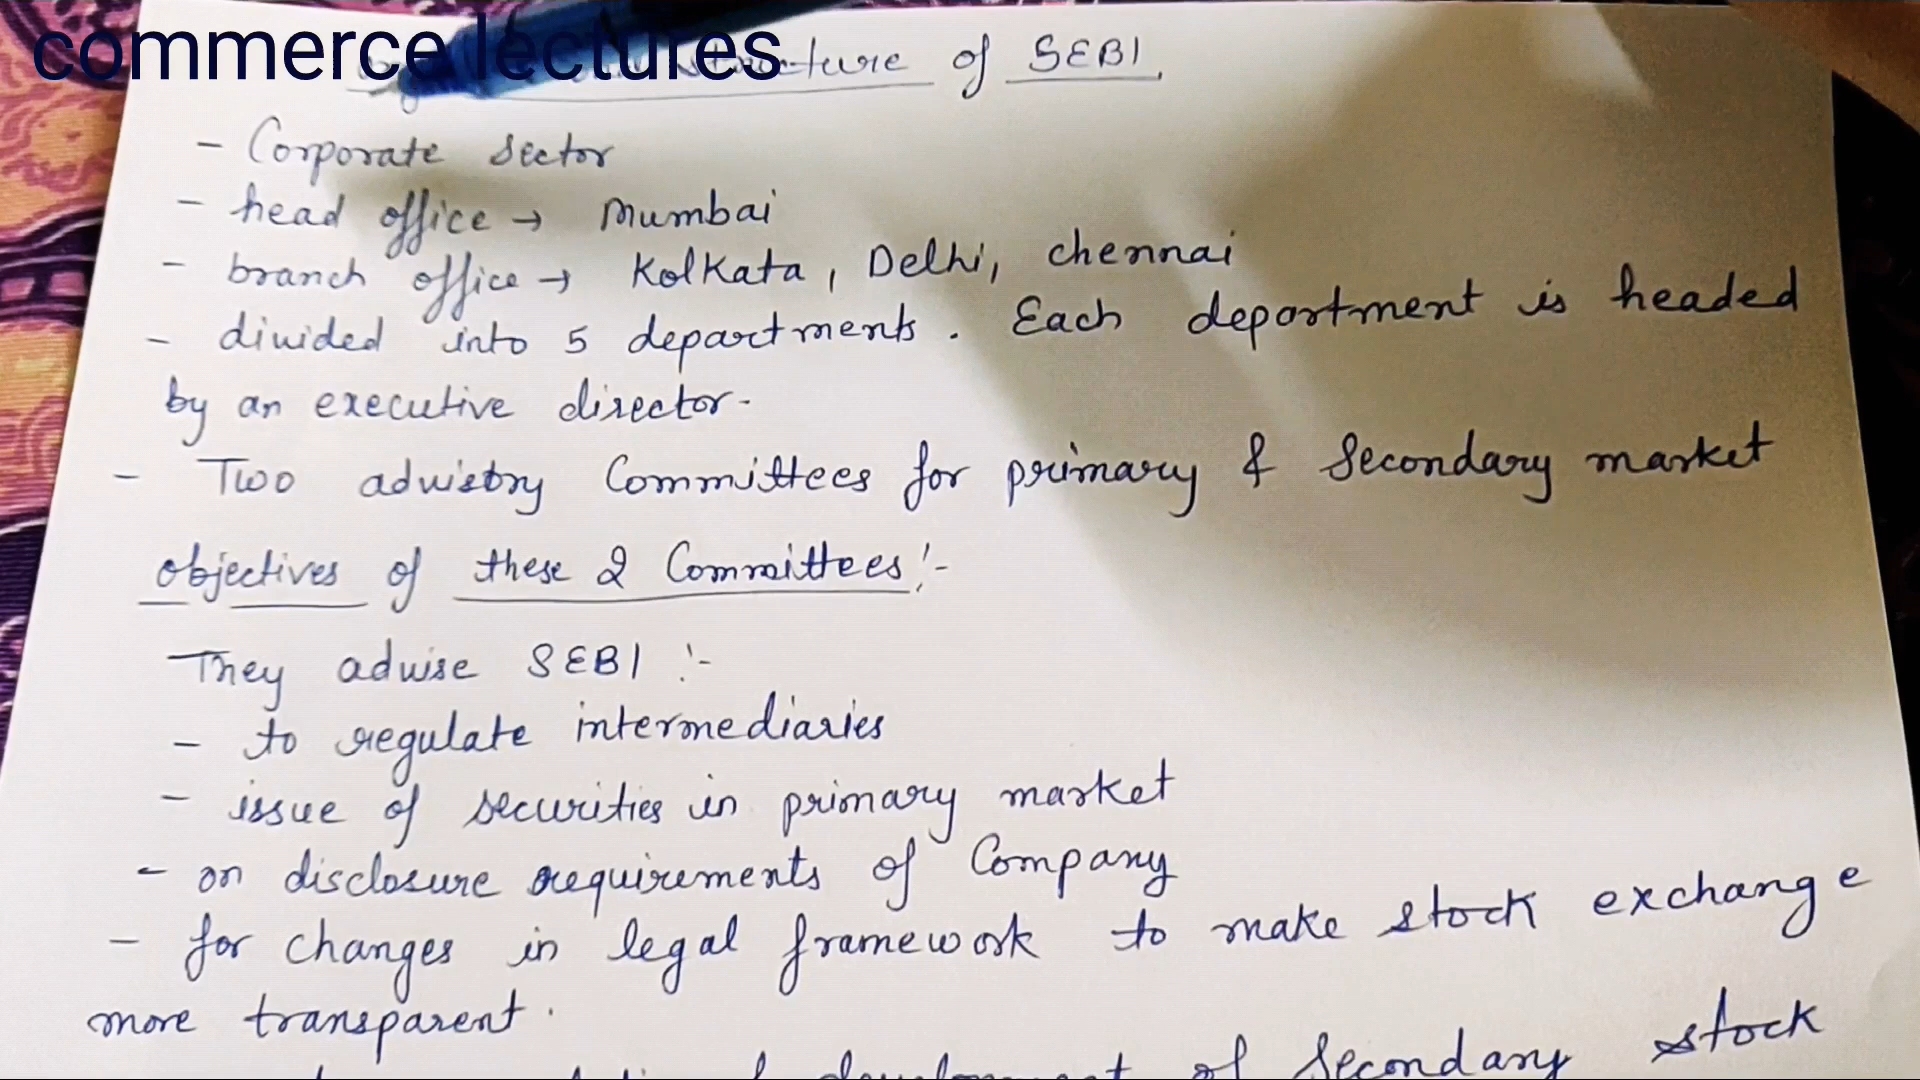 commerce lectures
structure of SEBI
- Corporate sector
- head office → Mumbai
- branch office → Kolkata, Delhi, chennai
- divided into 5 departments. Each department is headed
by an executive director.
- Two advistry Committees for primary & Secondary market
objectives of these 2 Committees :-
They advise SEBI :-
- to regulate intermediaries
- issue of securities in primary market
- on disclosure requirements of Company
- for changes in legal framework to make stock exchange
more transparent.
of Secondary stock